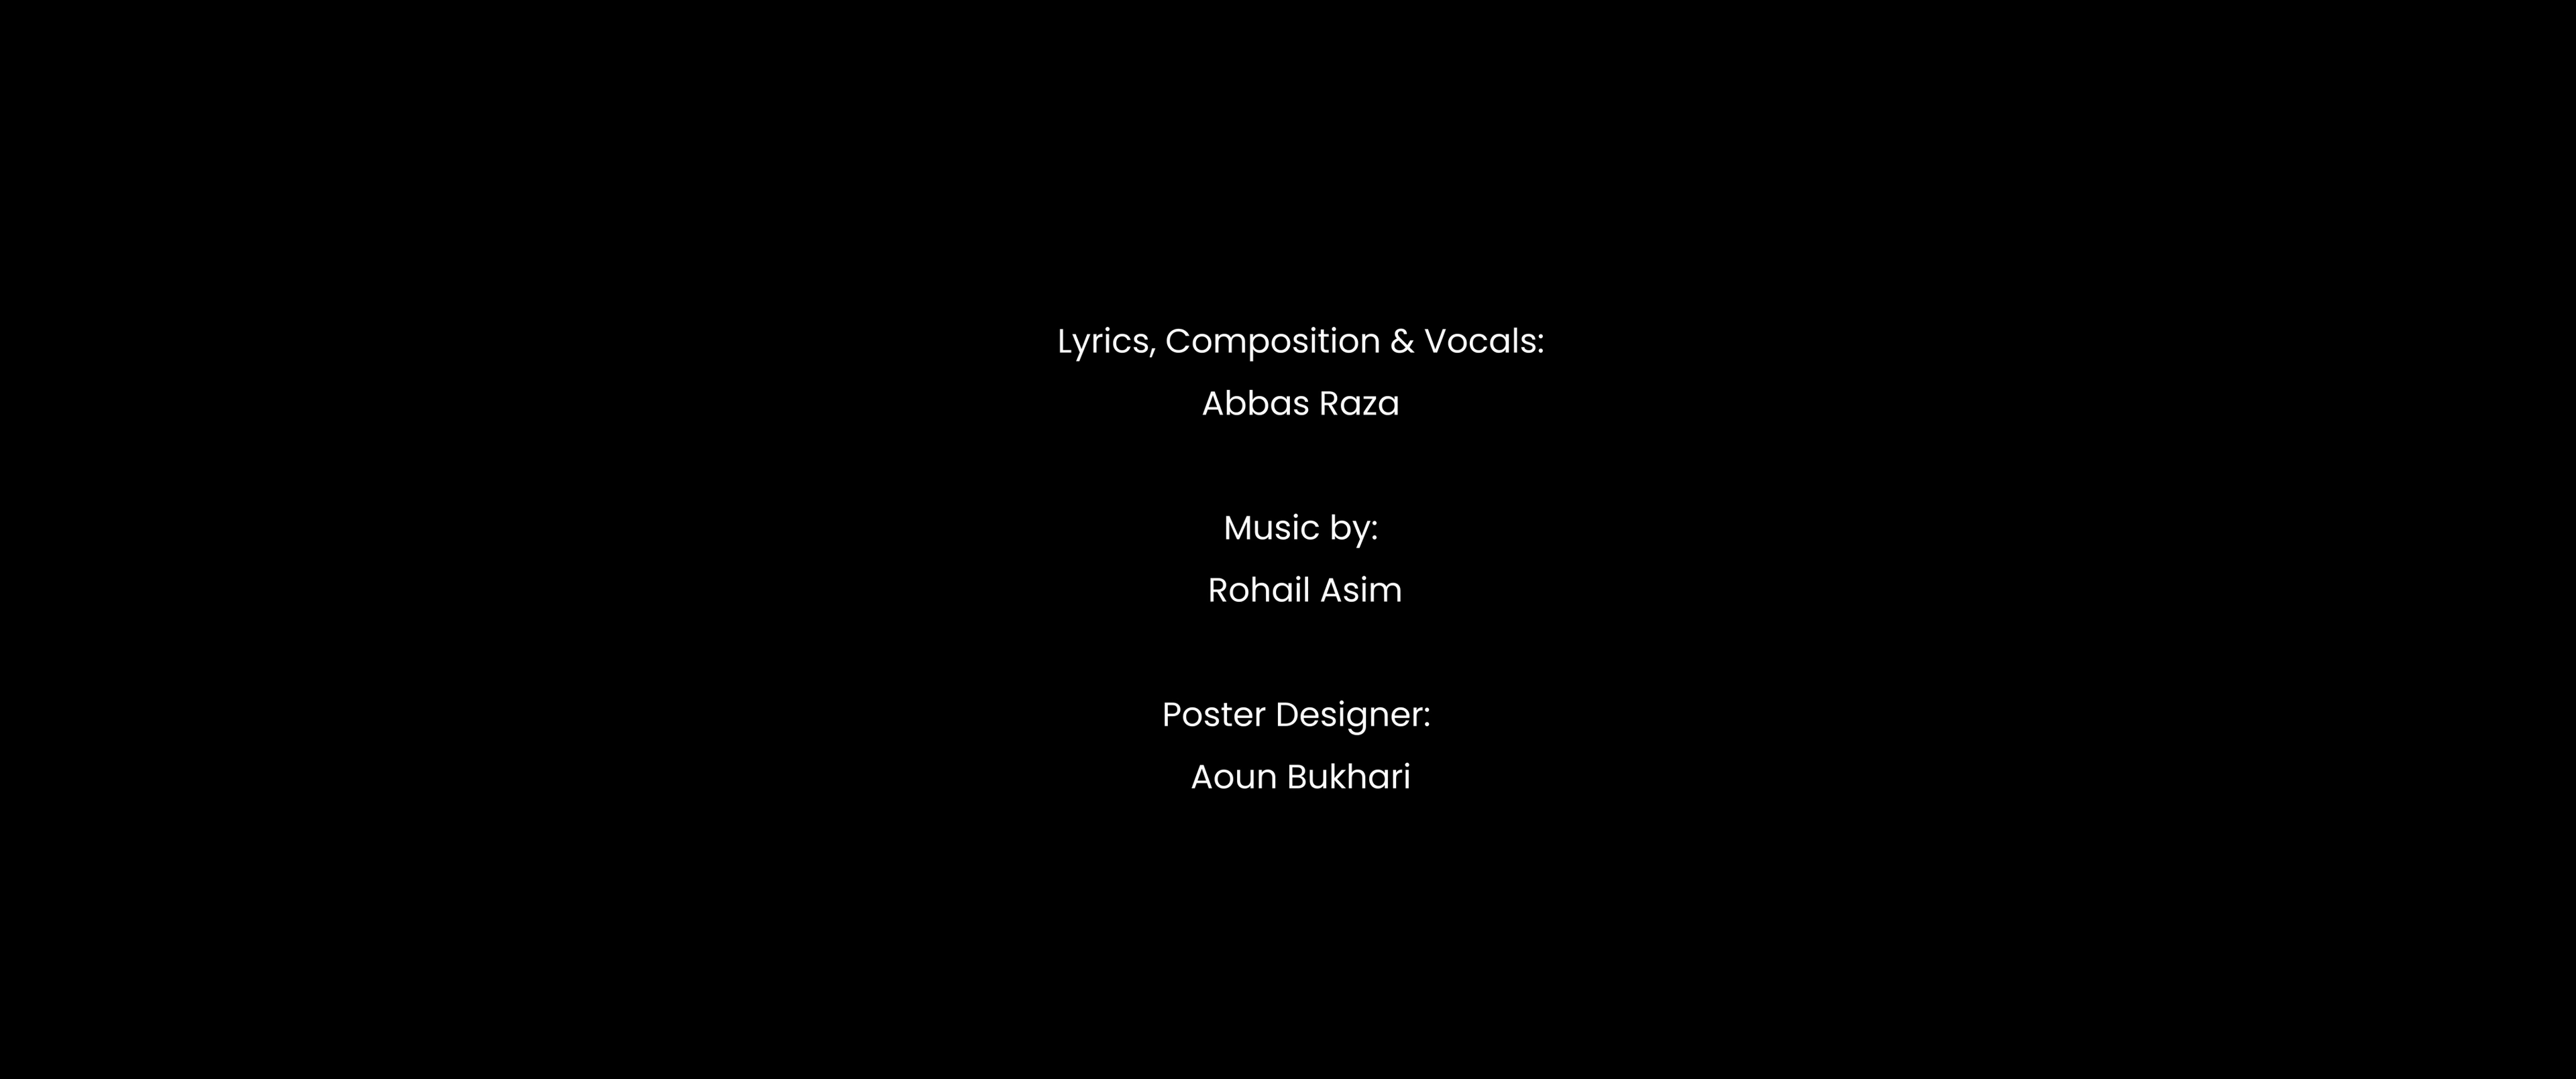 Lyrics, Composition & Vocals:
Abbas Raza
Music by:
Rohail Asim
Poster Designer:
Aoun Bukhari